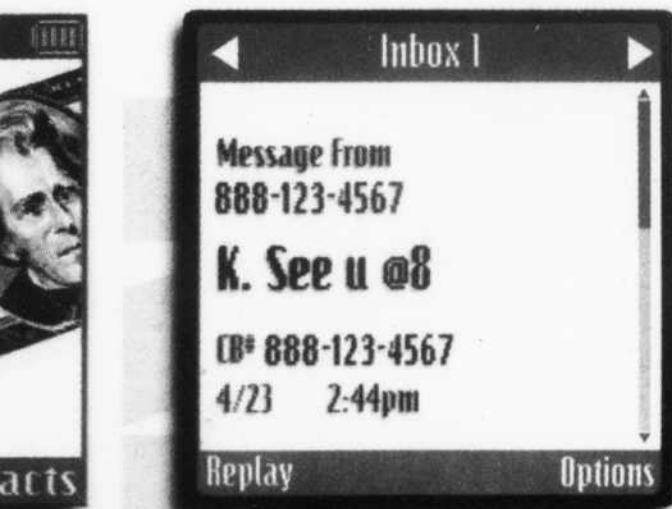 Inbox 1
Message From
888-123-4567
K. See u @8
CB# 888-123-4567
4/23 2:44pm
Replay Options
acts